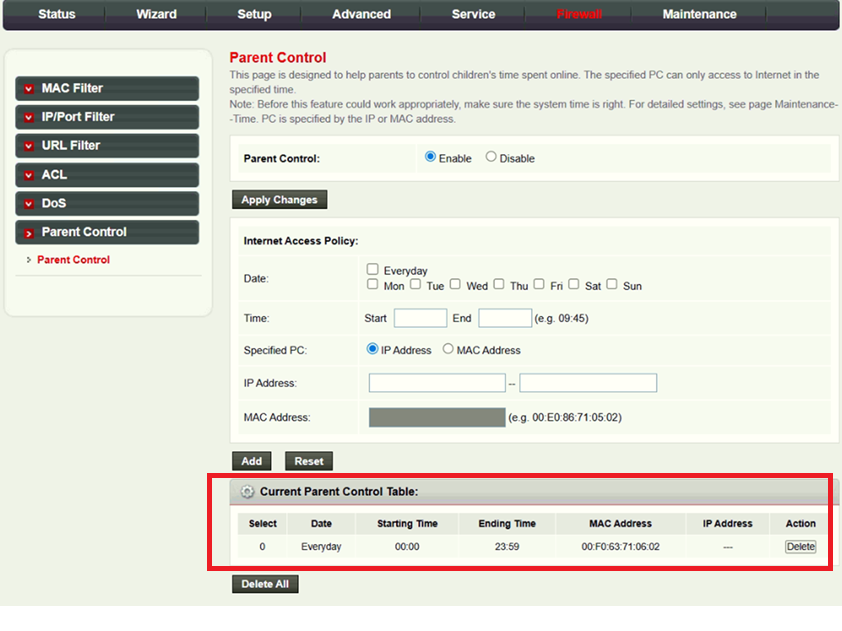 Status Wizard Setup Advanced Service Firewall Maintenance
MAC Filter
IP/Port Filter
URL Filter
ACL
DoS
Parent Control
Parent Control
Parent Control
This page is designed to help parents to control children's time spent online. The specified PC can only access to Internet in the
specified time.
Note: Before this feature could work appropriately, make sure the system time is right. For detailed settings, see page Maintenance-
-Time. PC is specified by the IP or MAC address.
Parent Control: Enable Disable
Apply Changes
Internet Access Policy:
Date: Everyday
Mon Tue Wed Thu Fri Sat Sun
Time: Start End (e.g. 09:45)
Specified PC: IP Address MAC Address
IP Address: --
MAC Address: (e.g. 00:E0:86:71:05:02)
Add Reset
Current Parent Control Table:
Select Date Starting Time Ending Time MAC Address IP Address Action
0 Everyday 00:00 23:59 00:F0:63:71:06:02 --- Delete
Delete All